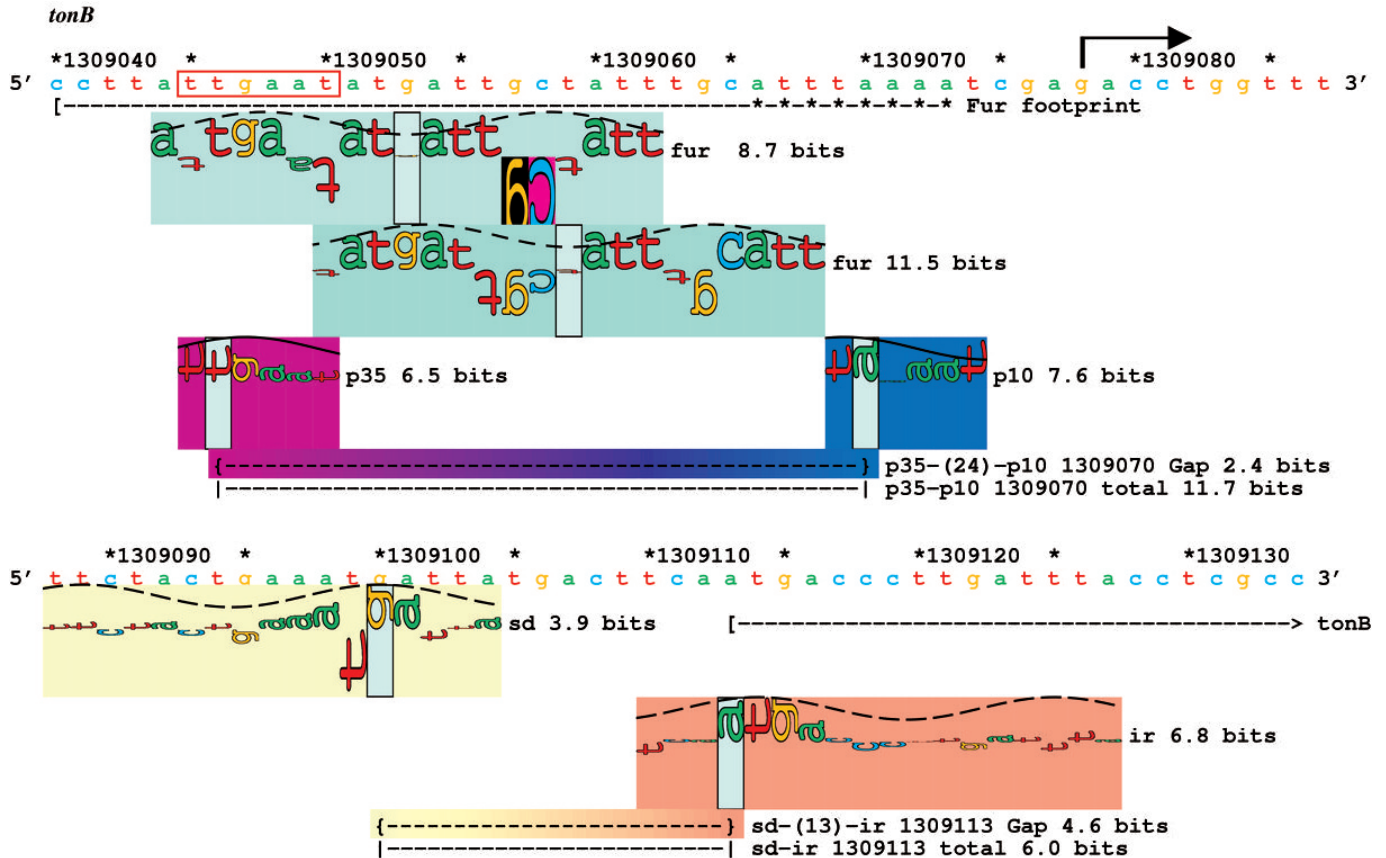 tonB
*1309040 * *1309050 * *1309060 * *1309070 * *1309080 *
5' c c t t a t t g a a t a t g a t t g c t a t t t g c a t t t a a a a t c g a g a c c t g g t t t 3'
[--------------------------*-*-*-*-*-*-*-* Fur footprint
a t t g a a t a t g a t t g c t a t t fur 8.7 bits
t a t g a t t g c t a t t t g c a t t fur 11.5 bits
t t g a a t p35 6.5 bits
t a a a a t p10 7.6 bits
{-----------------------} p35-(24)-p10 1309070 Gap 2.4 bits
|-----------------------| p35-p10 1309070 total 11.7 bits
*1309090 * *1309100 * *1309110 * *1309120 * *1309130
5' t t c t a c t g a a a t g a t t a t g a c t t c a a t g a c c c t t g a t t t a c c t c g c c 3'
t t c t a c t g a a a t g a t t a sd 3.9 bits
[--------------------> tonB
t c a a t g a c c c t t g a t t t a ir 6.8 bits
{------------} sd-(13)-ir 1309113 Gap 4.6 bits
|------------| sd-ir 1309113 total 6.0 bits